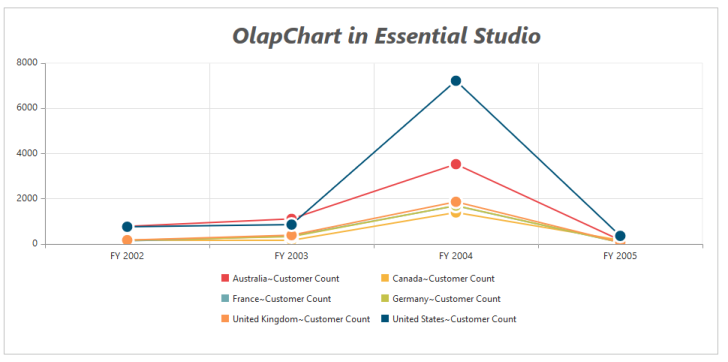 OlapChart in Essential Studio
8000
6000
4000
2000
0
FY 2002 FY 2003 FY 2004 FY 2005
Australia~Customer Count Canada~Customer Count
France~Customer Count Germany~Customer Count
United Kingdom~Customer Count United States~Customer Count